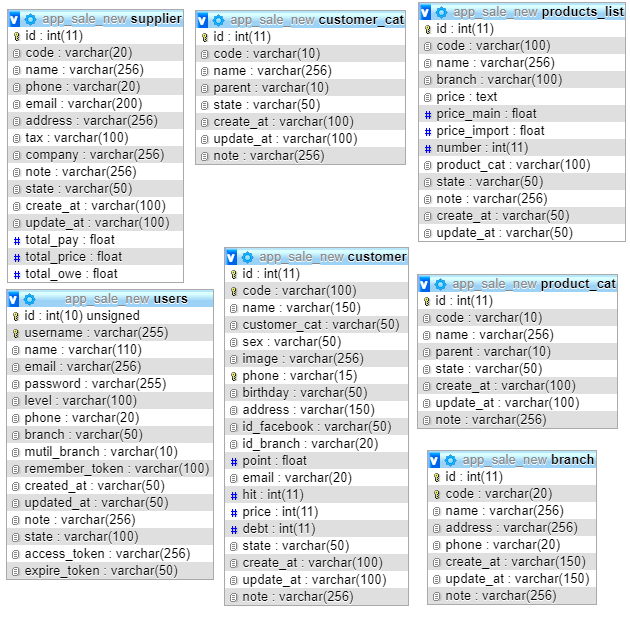 app_sale_new supplier
id : int(11)
code : varchar(20)
name : varchar(256)
phone : varchar(20)
email : varchar(200)
address : varchar(256)
tax : varchar(100)
company : varchar(256)
note : varchar(256)
state : varchar(50)
create_at : varchar(100)
update_at : varchar(100)
# total_pay : float
# total_price : float
# total_owe : float
app_sale_new customer_cat
id : int(11)
code : varchar(10)
name : varchar(256)
parent : varchar(10)
state : varchar(50)
create_at : varchar(100)
update_at : varchar(100)
note : varchar(256)
app_sale_new products_list
id : int(11)
code : varchar(100)
name : varchar(256)
branch : varchar(100)
price : text
# price_main : float
# price_import : float
# number : int(11)
product_cat : varchar(100)
state : varchar(50)
note : varchar(256)
create_at : varchar(50)
update_at : varchar(50)
app_sale_new users
id : int(10) unsigned
username : varchar(255)
name : varchar(110)
email : varchar(256)
password : varchar(255)
level : varchar(100)
phone : varchar(20)
branch : varchar(50)
mutil_branch : varchar(10)
remember_token : varchar(100)
created_at : varchar(50)
updated_at : varchar(50)
note : varchar(256)
state : varchar(100)
access_token : varchar(256)
expire_token : varchar(50)
app_sale_new customer
id : int(11)
code : varchar(100)
name : varchar(150)
customer_cat : varchar(50)
sex : varchar(50)
image : varchar(256)
phone : varchar(15)
birthday : varchar(50)
address : varchar(150)
id_facebook : varchar(50)
id_branch : varchar(20)
# point : float
email : varchar(20)
# hit : int(11)
# price : int(11)
# debt : int(11)
state : varchar(50)
create_at : varchar(100)
update_at : varchar(100)
note : varchar(256)
app_sale_new product_cat
id : int(11)
code : varchar(10)
name : varchar(256)
parent : varchar(10)
state : varchar(50)
create_at : varchar(100)
update_at : varchar(100)
note : varchar(256)
app_sale_new branch
id : int(11)
code : varchar(20)
name : varchar(256)
address : varchar(256)
phone : varchar(20)
create_at : varchar(150)
update_at : varchar(150)
note : varchar(256)